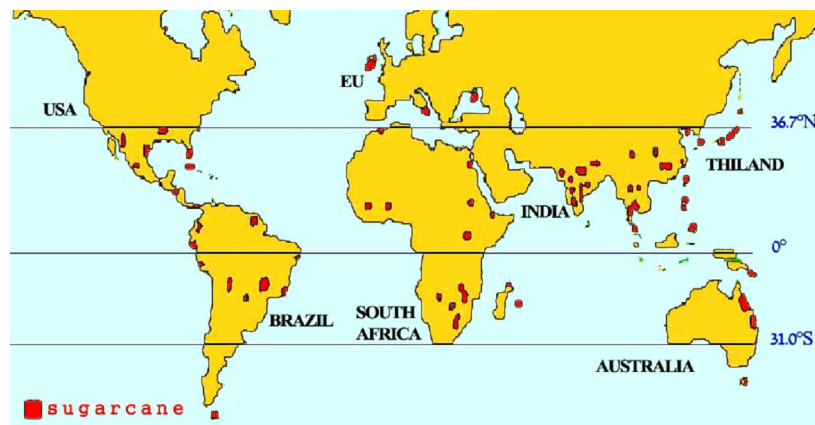 EU
USA
36.7°N
THILAND
INDIA
0°
BRAZIL
SOUTH
AFRICA
31.0°S
AUSTRALIA
sugarcane